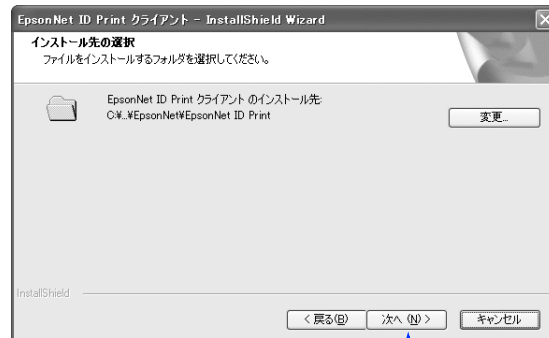 EpsonNet ID Print クライアント - InstallShield Wizard
インストール先の選択
ファイルをインストールするフォルダを選択してください。
EpsonNet ID Print クライアント のインストール先:
C:¥...¥EpsonNet¥EpsonNet ID Print
変更...
InstallShield
< 戻る(B)
次へ (N) >
キャンセル